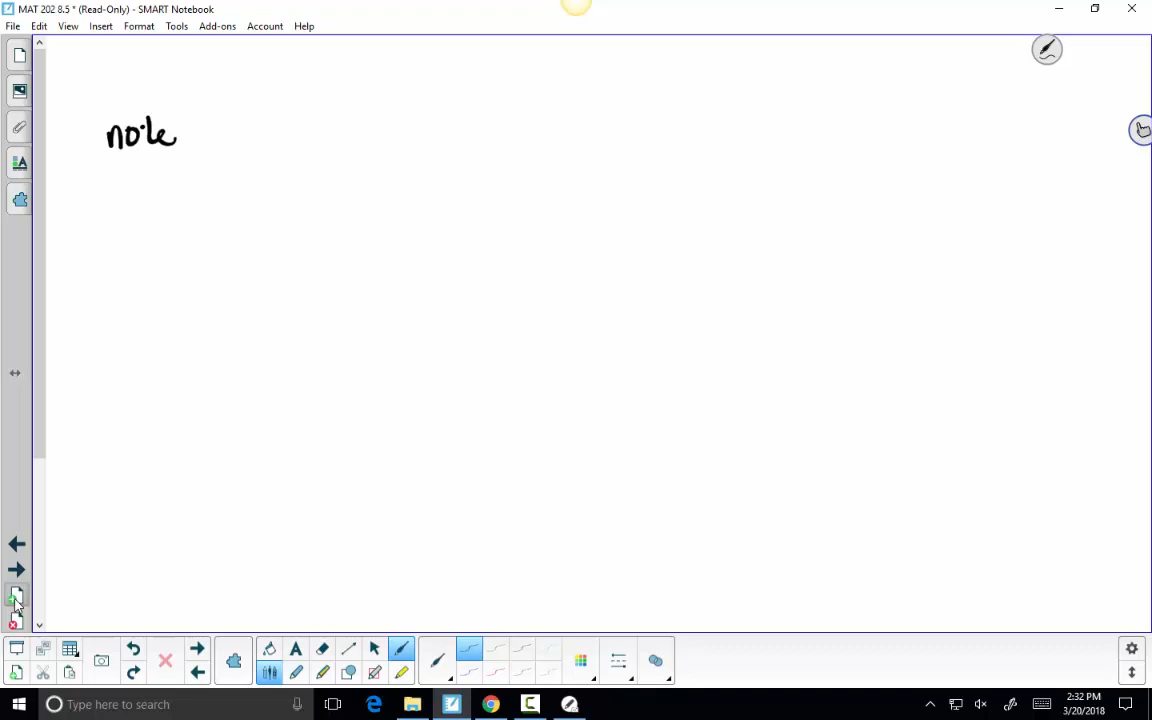 MAT 202 8.5 * (Read-Only) - SMART Notebook
File Edit View Insert Format Tools Add-ons Account Help
note
Type here to search
2:32 PM
3/20/2018